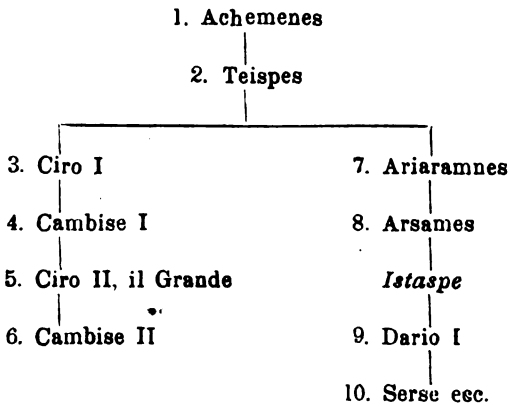 1. Achemenes
2. Teispes
3. Ciro I
7. Ariaramnes
4. Cambise I
8. Arsames
5. Ciro II, il Grande
Istaspe
6. Cambise II
9. Dario I
10. Serse ecc.